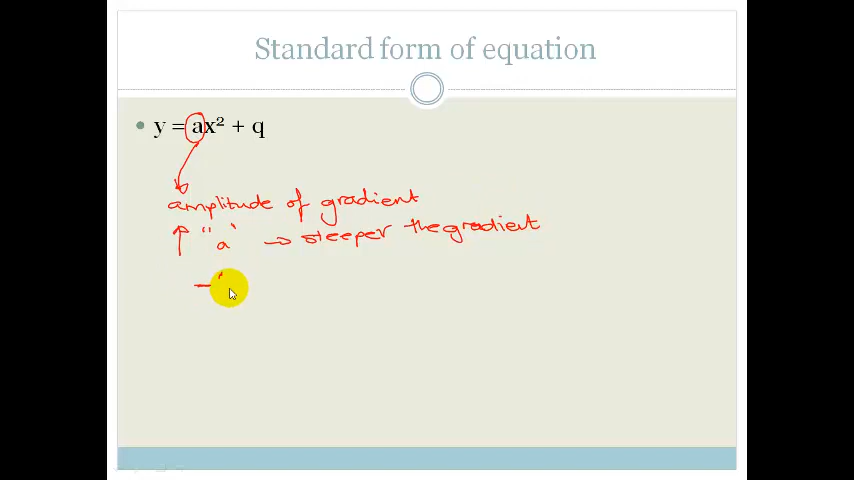 Standard form of equation
y = ax² + q
amplitude of gradient
↑ "a" → steeper the gradient
–